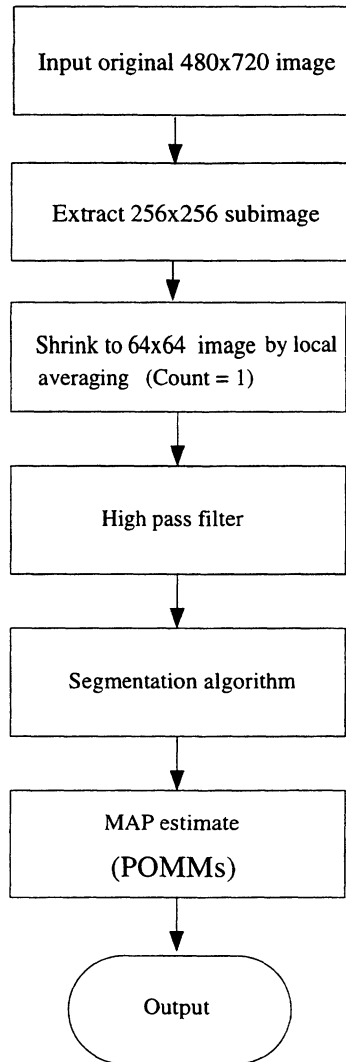 Input original 480x720 image
Extract 256x256 subimage
Shrink to 64x64 image by local
averaging (Count = 1)
High pass filter
Segmentation algorithm
MAP estimate
(POMMs)
Output